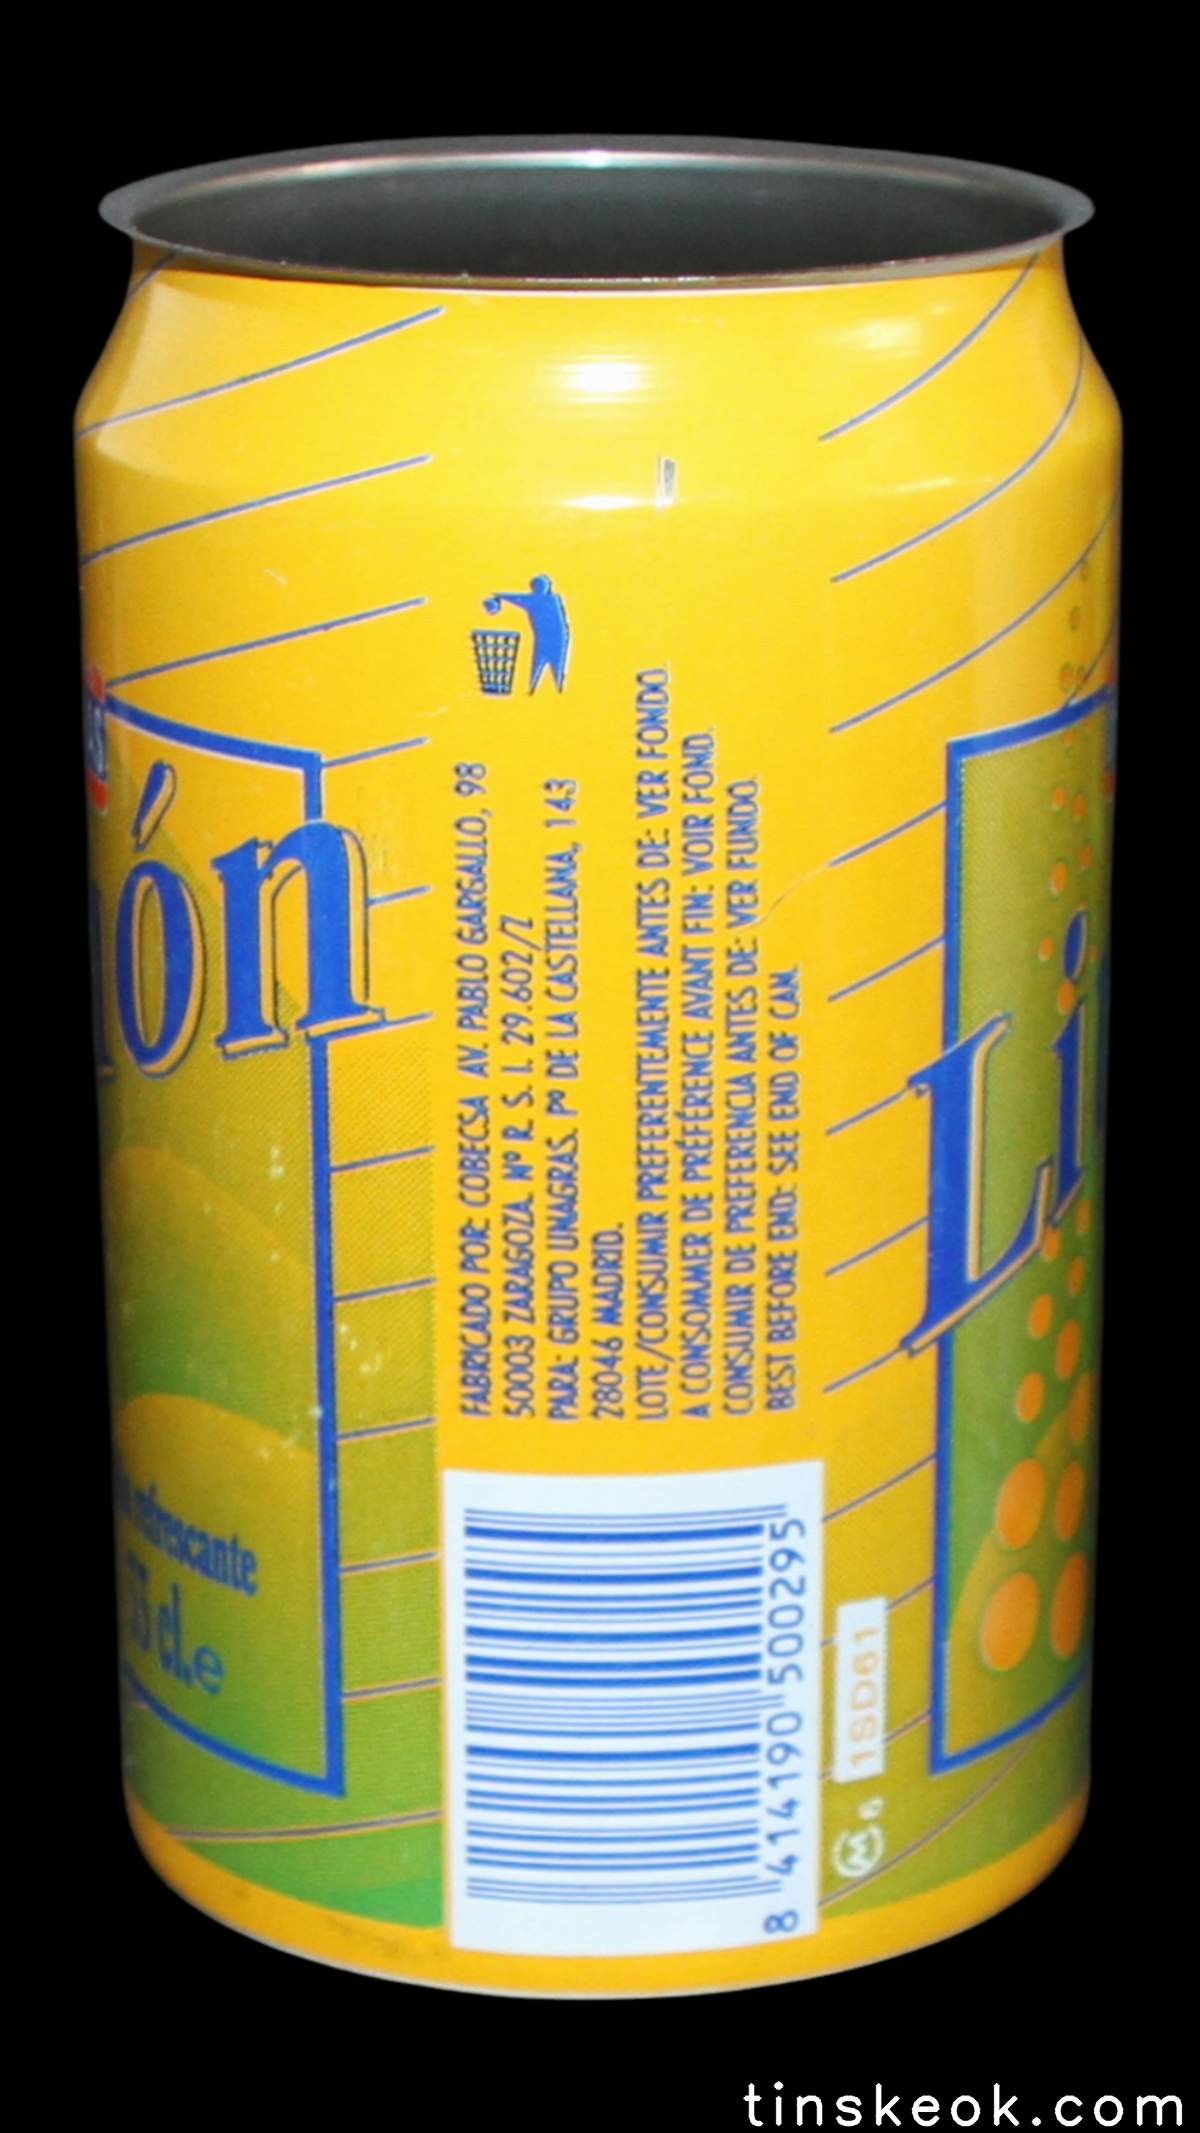 ón
refrescante
cl.e
FABRICADO POR: COBECSA AV. PABLO GARGALLO, 98
50003 ZARAGOZA. Nº R. S. I. 29.602/Z
PARA: GRUPO UNAGRAS. Pº DE LA CASTELLANA, 143
28046 MADRID.
LOTE/CONSUMIR PREFERENTEMENTE ANTES DE: VER FONDO.
A CONSOMMER DE PRÉFÉRENCE AVANT FIN: VOIR FOND.
CONSUMIR DE PREFERENCIA ANTES DE: VER FUNDO.
BEST BEFORE END: SEE END OF CAN.
8 414190 500295
M 6 1SD61
Li
tinskeok.com